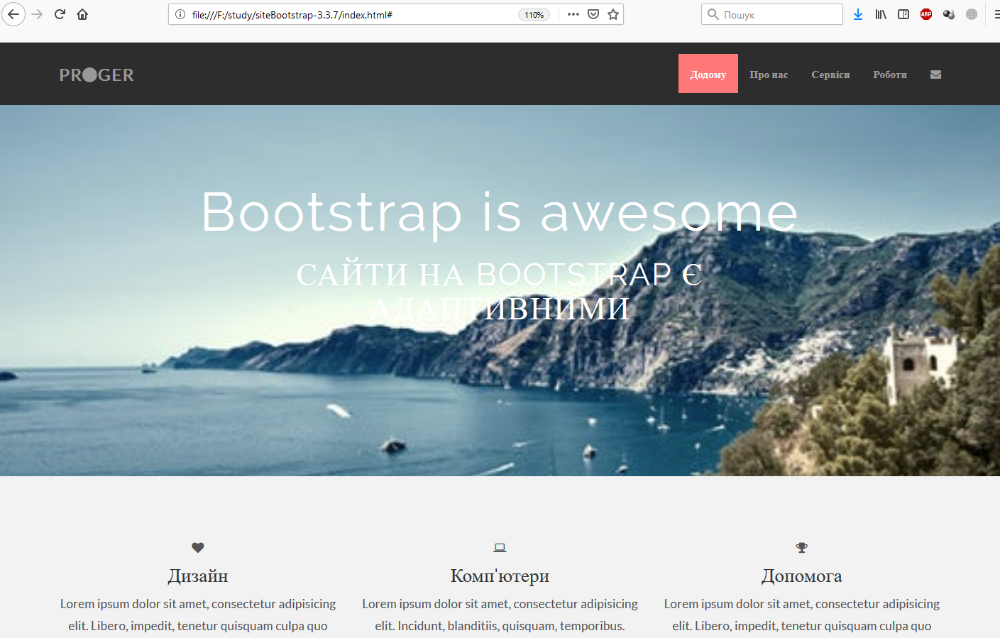 file:///F:/study/siteBootstrap-3.3.7/index.html#
110%
Пошук
ABP
PROGER
Додому
Про нас
Сервіси
Роботи
Bootstrap is awesome
САЙТИ НА BOOTSTRAP Є
АДАПТИВНИМИ
Дизайн
Lorem ipsum dolor sit amet, consectetur adipisicing
elit. Libero, impedit, tenetur quisquam culpa quo
Комп'ютери
Lorem ipsum dolor sit amet, consectetur adipisicing
elit. Incidunt, blanditiis, quisquam, temporibus.
Допомога
Lorem ipsum dolor sit amet, consectetur adipisicing
elit. Libero, impedit, tenetur quisquam culpa quo